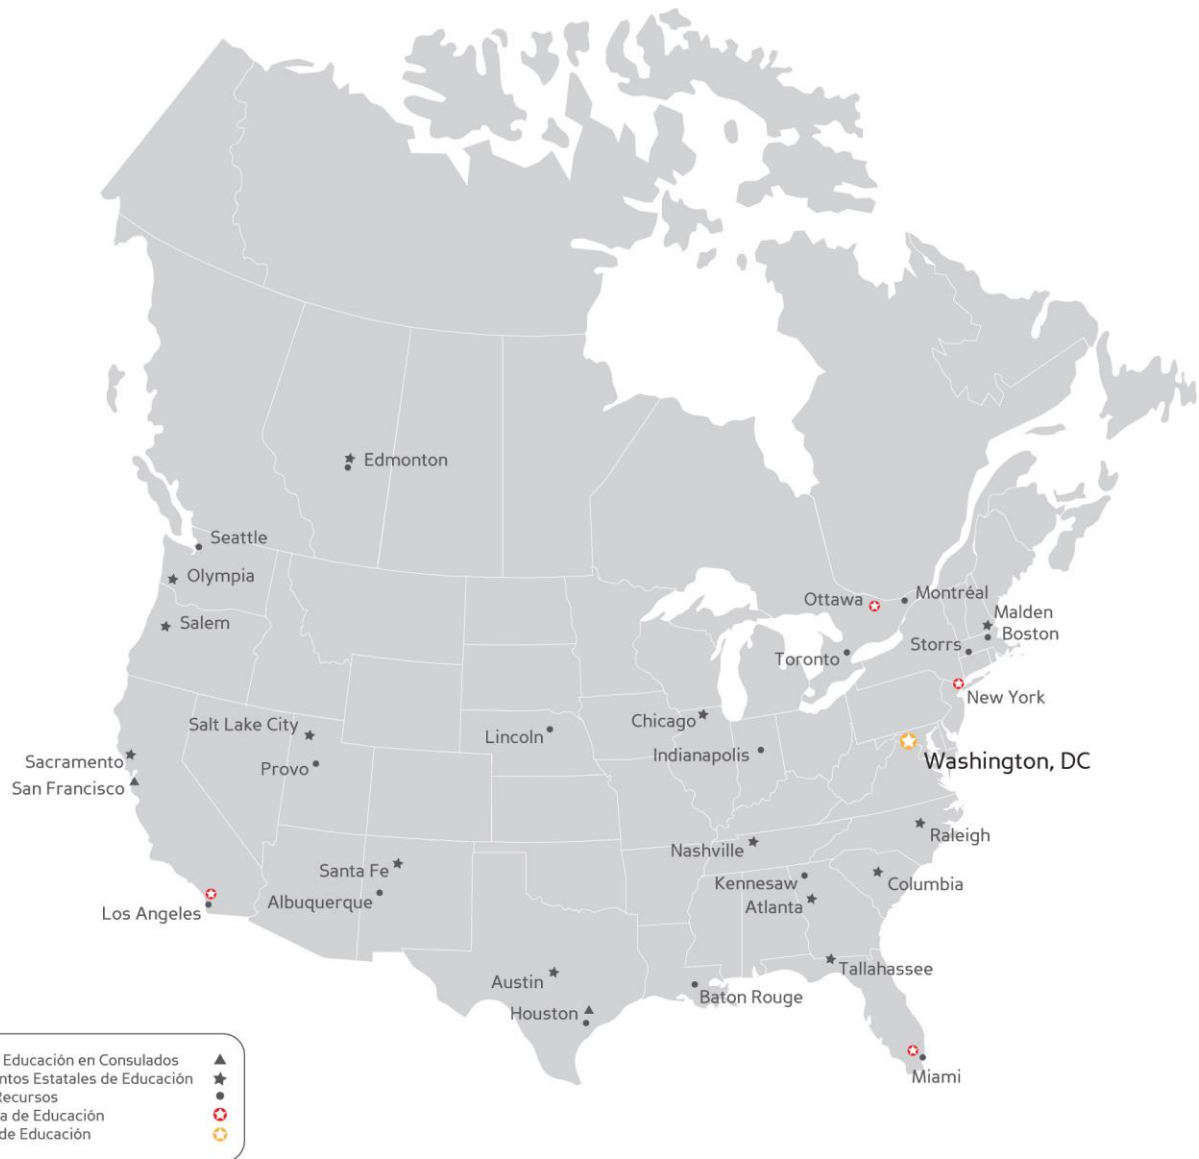 Edmonton
Seattle
Olympia
Salem
Ottawa
Montréal
Malden
Boston
Storrs
Toronto
New York
Salt Lake City
Lincoln
Chicago
Indianapolis
Sacramento
Provo
Washington, DC
San Francisco
Raleigh
Nashville
Santa Fe
Kennesaw
Columbia
Albuquerque
Atlanta
Los Angeles
Tallahassee
Austin
Baton Rouge
Houston
Miami
Educación en Consulados
ntos Estatales de Educación
Recursos
a de Educación
de Educación